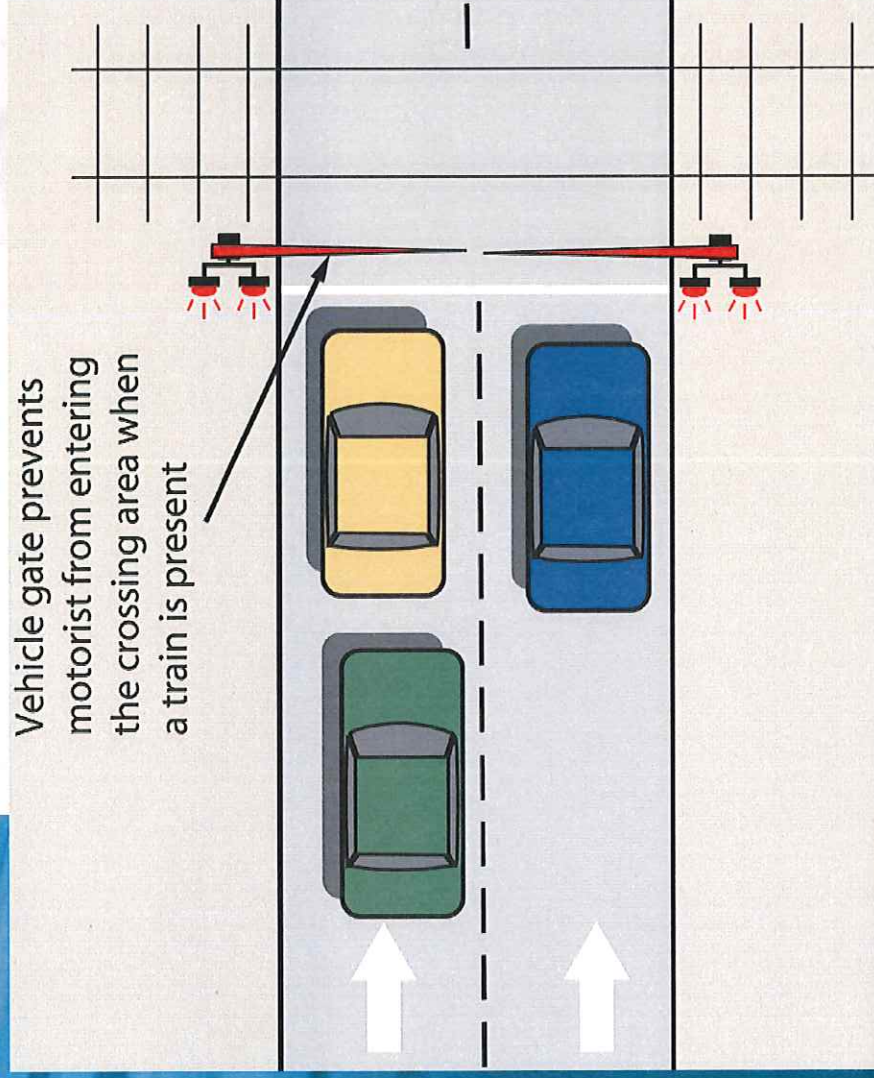 Vehicle gate prevents
motorist from entering
the crossing area when
a train is present